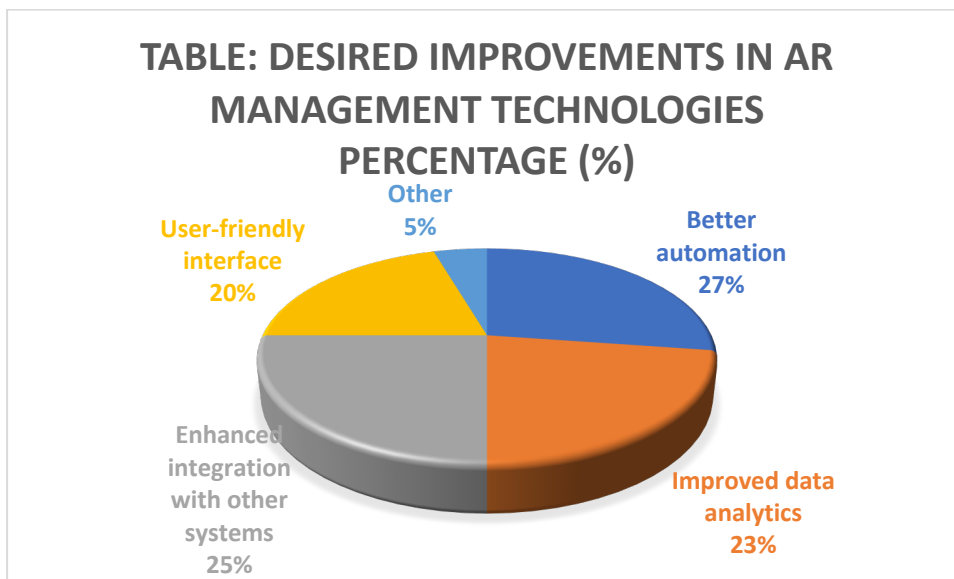 TABLE: DESIRED IMPROVEMENTS IN AR
MANAGEMENT TECHNOLOGIES
PERCENTAGE (%)
Other
5%
Better
automation
27%
User-friendly
interface
20%
Enhanced
integration
with other
systems
25%
Improved data
analytics
23%